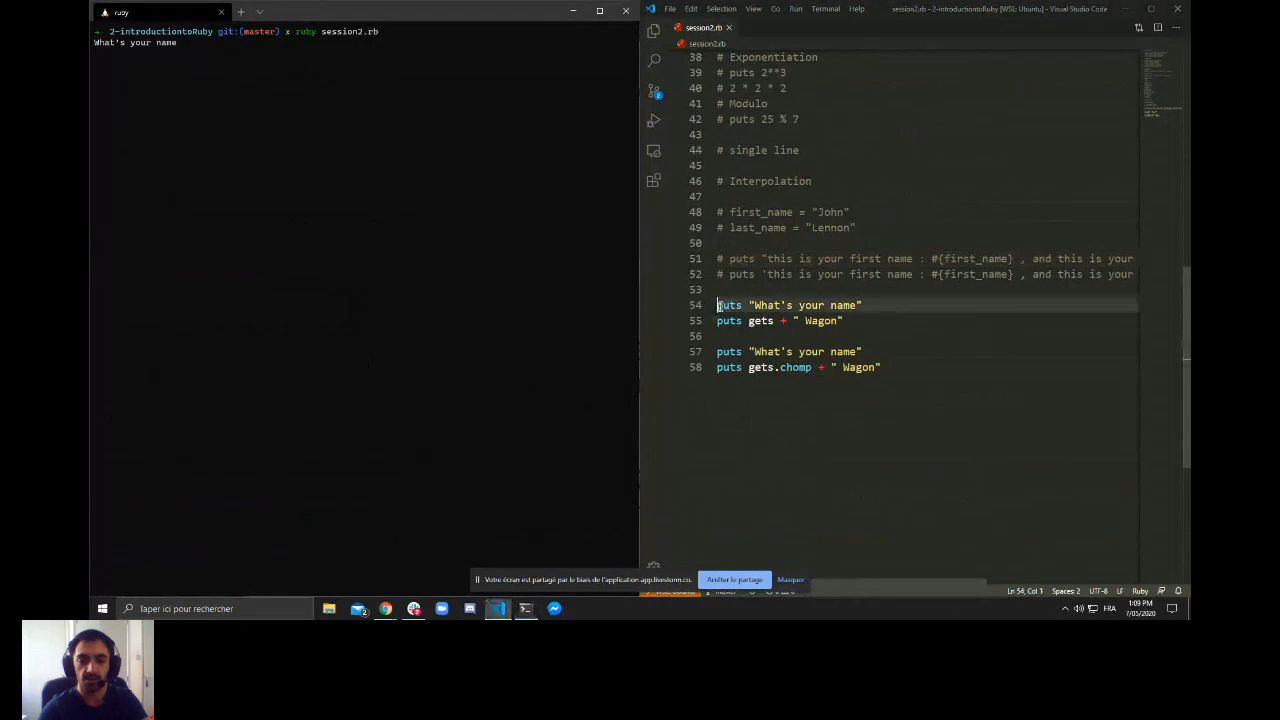 ruby
→ 2-introductiontoRuby git:(master) ✗ ruby session2.rb
What's your name
File Edit Selection View Go Run Terminal Help
session2.rb [WSL: Ubuntu] - 2-introductiontoRuby - Visual Studio Code
session2.rb
session2.rb
38 # Exponentiation
39 # puts 2**3
40 # 2 * 2 * 2
41 # Modulo
42 # puts 25 % 7
43
44 # single line
45
46 # Interpolation
47
48 # first_name = "John"
49 # last_name = "Lennon"
50
51 # puts "this is your first name : #{first_name} , and this is your
52 # puts 'this is your first name : #{first_name} , and this is your
53
54 puts "What's your name"
55 puts gets + " Wagon"
56
57 puts "What's your name"
58 puts gets.chomp + " Wagon"
Votre écran est partagé par le biais de l'application app.livestorm.co.
Arrêter le partage
Masquer
Ln 54, Col 1 Spaces: 2 UTF-8 LF Ruby
Taper ici pour rechercher
FRA
1:09 PM
7/05/2020
2